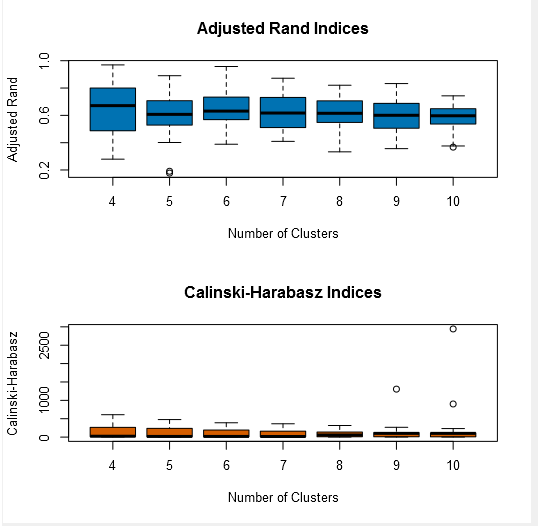 Adjusted Rand Indices
Adjusted Rand
1.0
0.6
0.2
4 5 6 7 8 9 10
Number of Clusters
Calinski-Harabasz Indices
Calinski-Harabasz
2500
1000
0
4 5 6 7 8 9 10
Number of Clusters